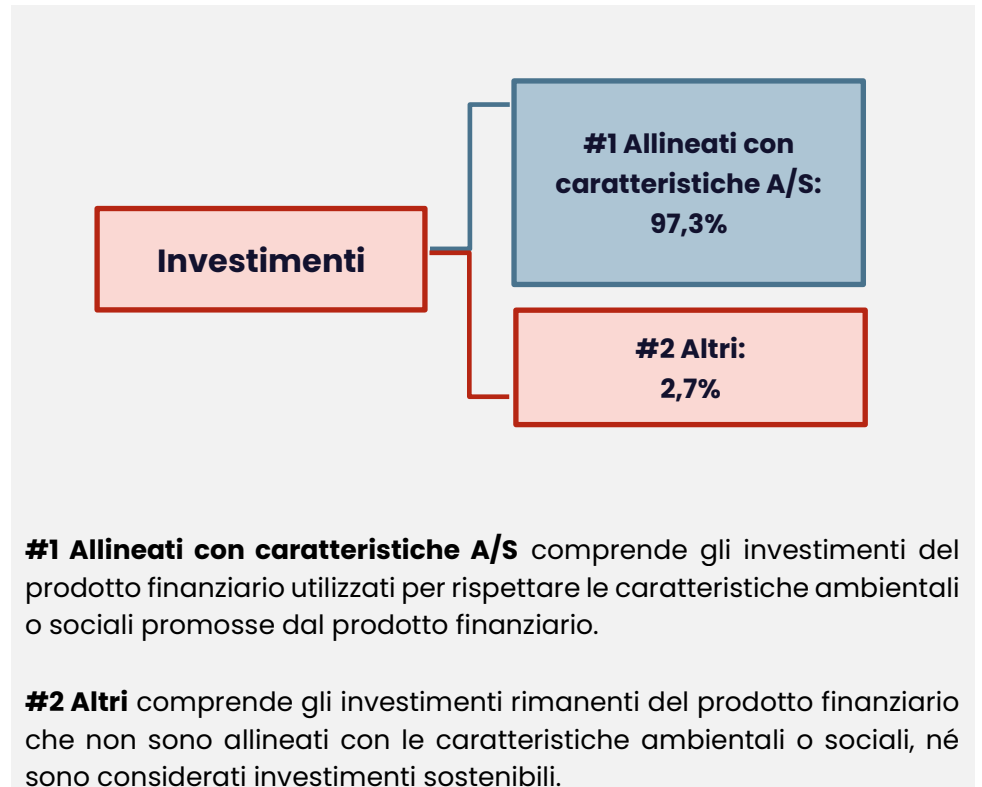 #1 Allineati con
caratteristiche A/S:
97,3%
Investimenti
#2 Altri:
2,7%
#1 Allineati con caratteristiche A/S comprende gli investimenti del
prodotto finanziario utilizzati per rispettare le caratteristiche ambientali
o sociali promosse dal prodotto finanziario.
#2 Altri comprende gli investimenti rimanenti del prodotto finanziario
che non sono allineati con le caratteristiche ambientali o sociali, né
sono considerati investimenti sostenibili.